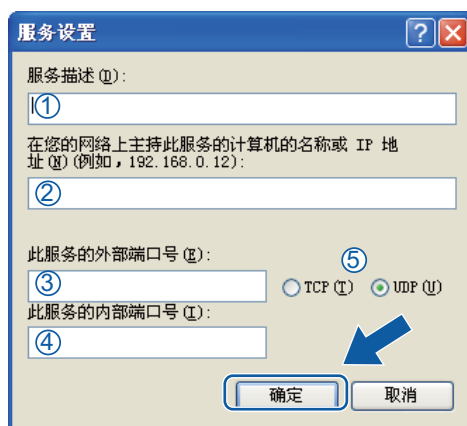 服务设置
服务描述(D):
①
在您的网络上主持此服务的计算机的名称或 IP 地
址(N)(例如，192.168.0.12):
②
此服务的外部端口号(E):
⑤
③
TCP(T) UDP(U)
此服务的内部端口号(I):
④
确定 取消